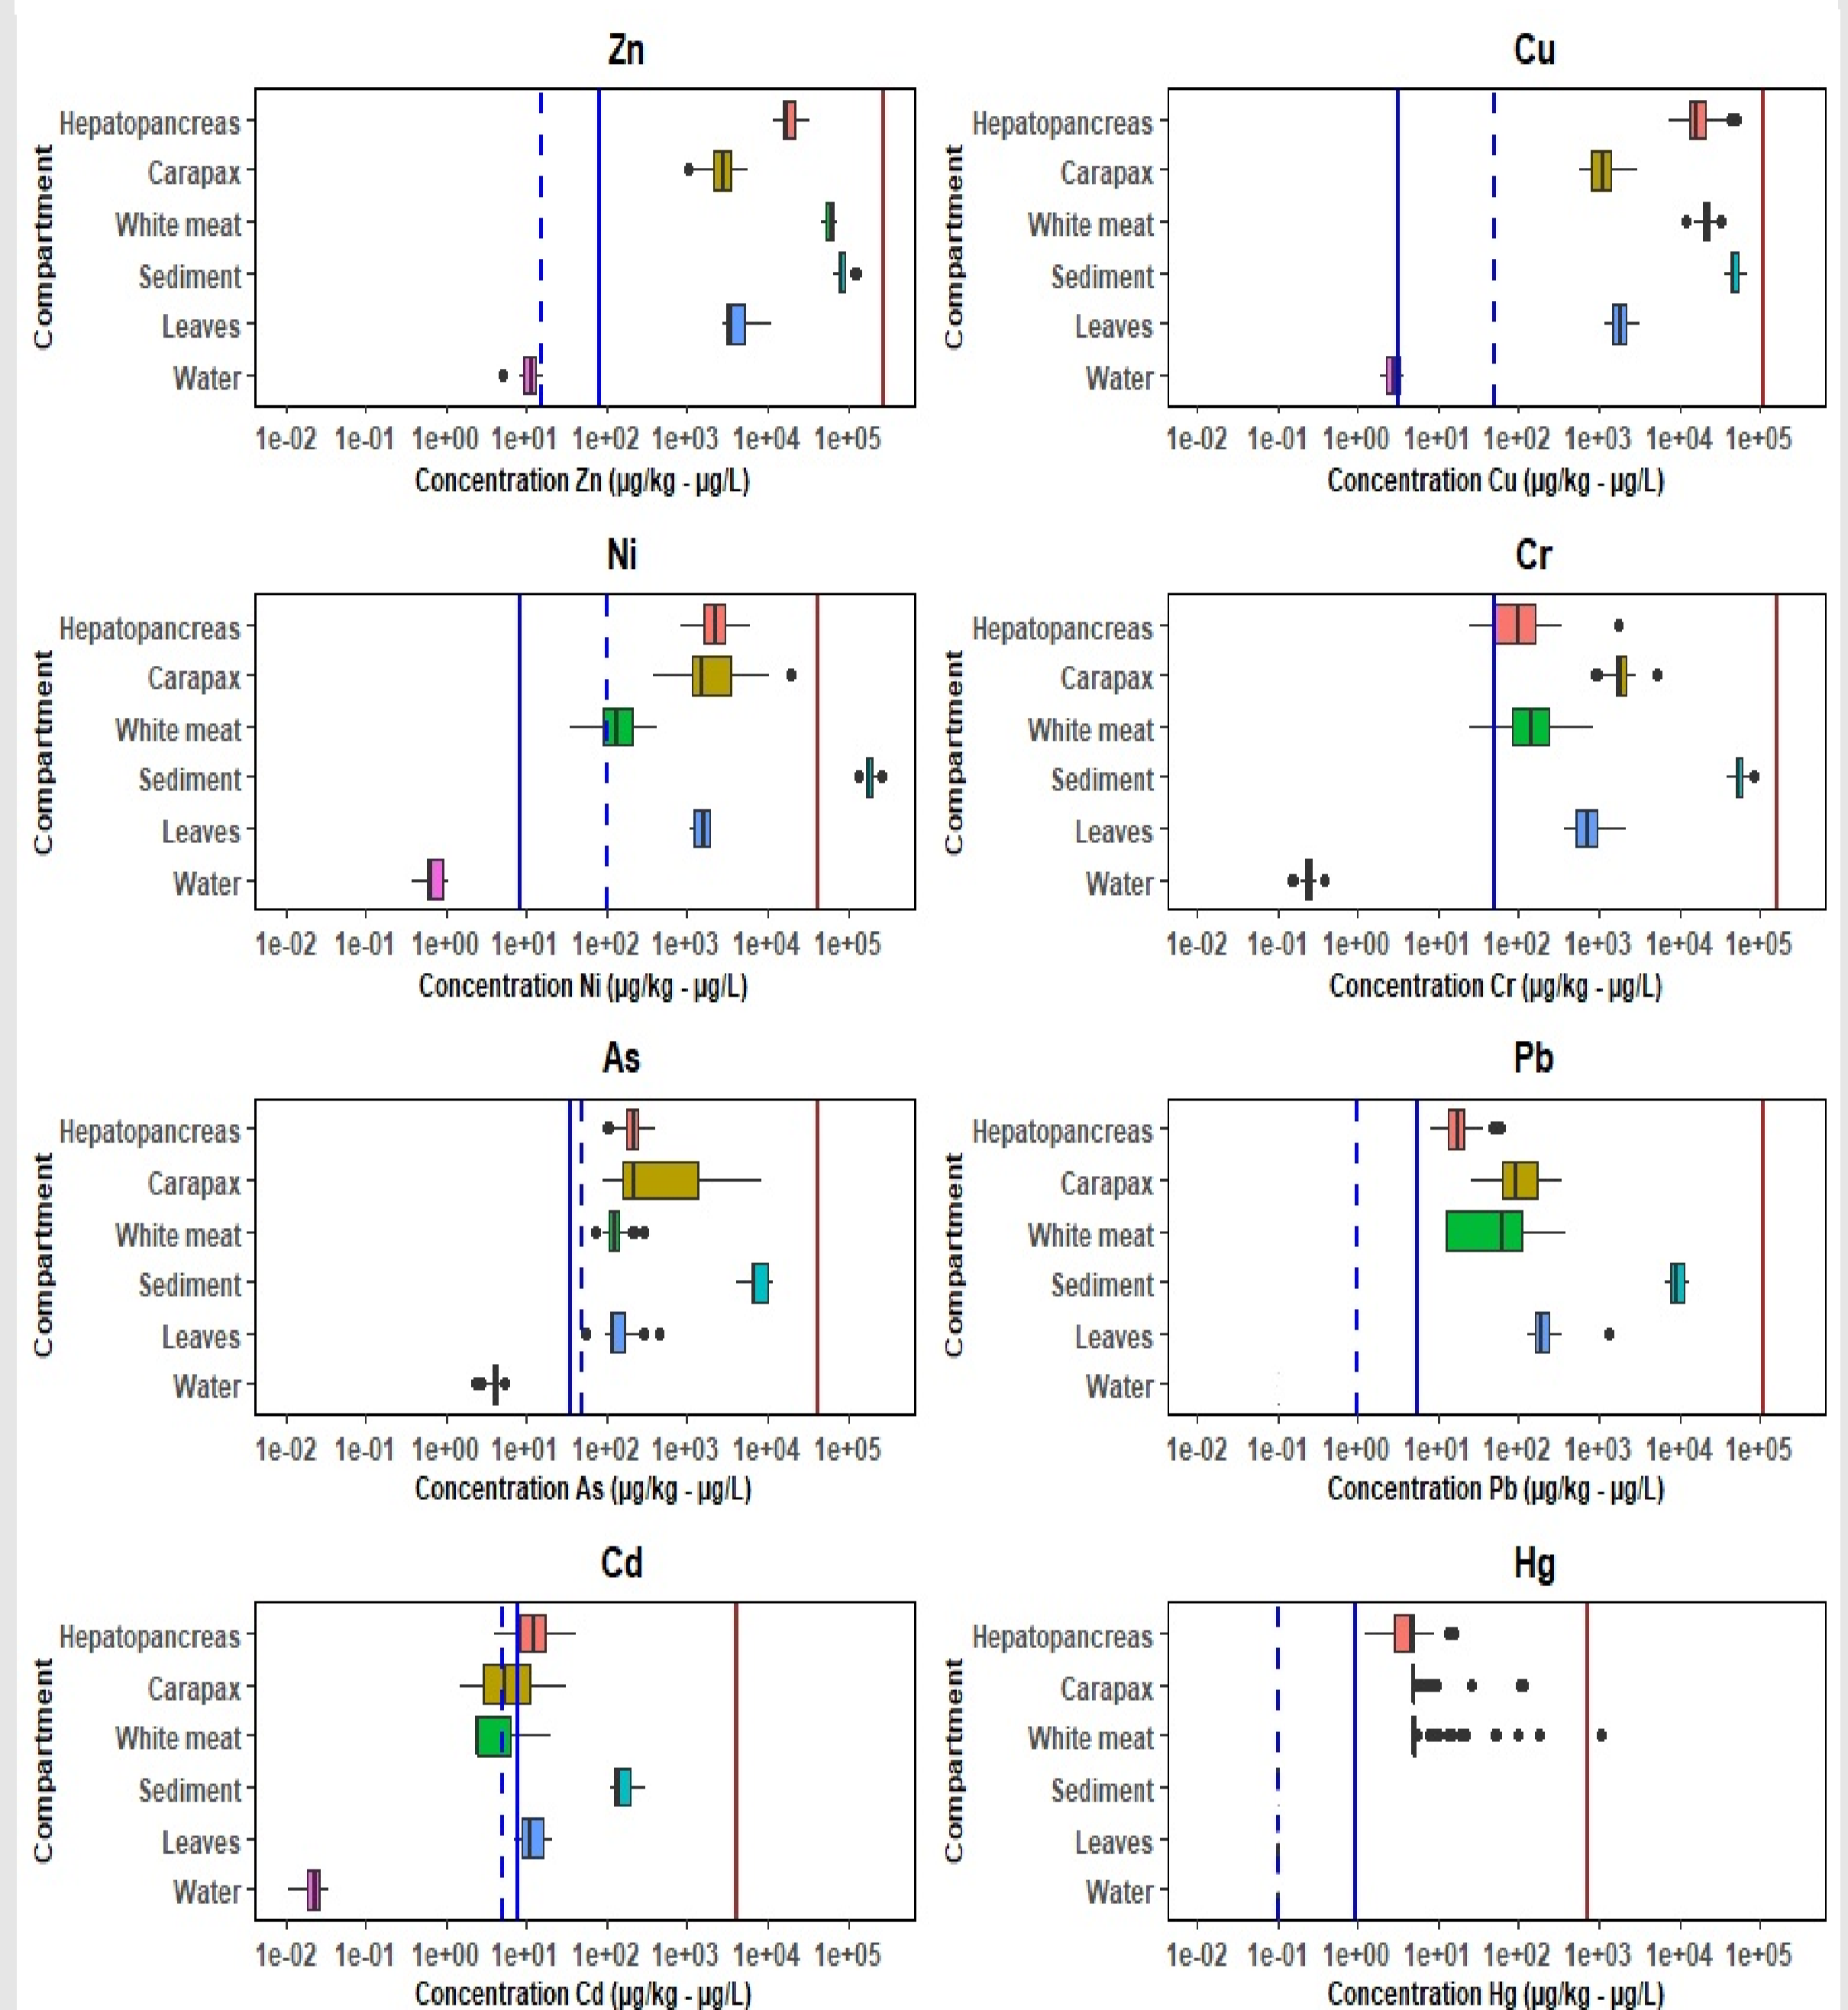 Zn
Cu
Compartment
Hepatopancreas
Carapax
White meat
Sediment
Leaves
Water
1e-02 1e-01 1e+00 1e+01 1e+02 1e+03 1e+04 1e+05
Concentration Zn (µg/kg - µg/L)
Compartment
Hepatopancreas
Carapax
White meat
Sediment
Leaves
Water
1e-02 1e-01 1e+00 1e+01 1e+02 1e+03 1e+04 1e+05
Concentration Cu (µg/kg - µg/L)
Ni
Cr
Compartment
Hepatopancreas
Carapax
White meat
Sediment
Leaves
Water
1e-02 1e-01 1e+00 1e+01 1e+02 1e+03 1e+04 1e+05
Concentration Ni (µg/kg - µg/L)
Compartment
Hepatopancreas
Carapax
White meat
Sediment
Leaves
Water
1e-02 1e-01 1e+00 1e+01 1e+02 1e+03 1e+04 1e+05
Concentration Cr (µg/kg - µg/L)
As
Pb
Compartment
Hepatopancreas
Carapax
White meat
Sediment
Leaves
Water
1e-02 1e-01 1e+00 1e+01 1e+02 1e+03 1e+04 1e+05
Concentration As (µg/kg - µg/L)
Compartment
Hepatopancreas
Carapax
White meat
Sediment
Leaves
Water
1e-02 1e-01 1e+00 1e+01 1e+02 1e+03 1e+04 1e+05
Concentration Pb (µg/kg - µg/L)
Cd
Hg
Compartment
Hepatopancreas
Carapax
White meat
Sediment
Leaves
Water
1e-02 1e-01 1e+00 1e+01 1e+02 1e+03 1e+04 1e+05
Concentration Cd (µg/kg - µg/L)
Compartment
Hepatopancreas
Carapax
White meat
Sediment
Leaves
Water
1e-02 1e-01 1e+00 1e+01 1e+02 1e+03 1e+04 1e+05
Concentration Hg (µg/kg - µg/L)